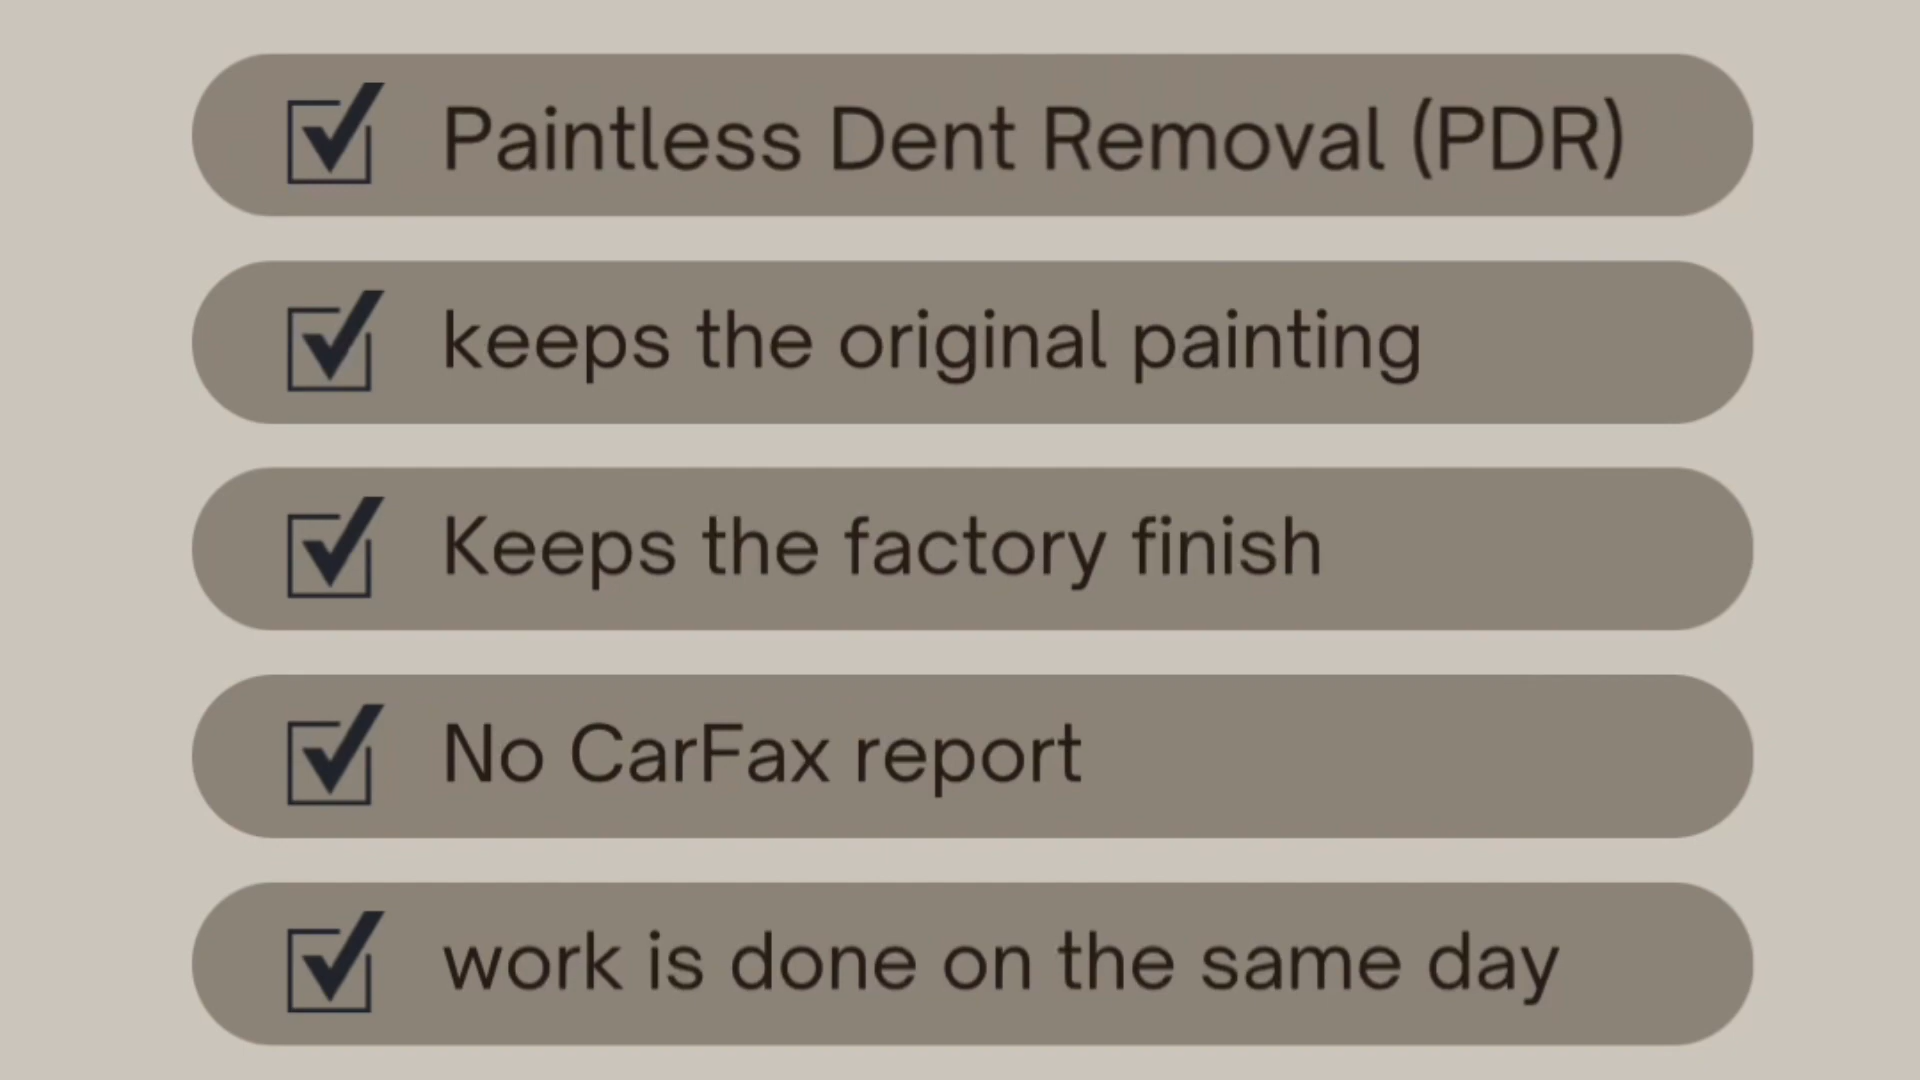 Paintless Dent Removal (PDR)
keeps the original painting
Keeps the factory finish
No CarFax report
work is done on the same day